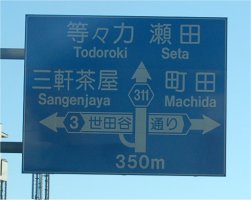 等々力 瀬田
Todoroki Seta
三軒茶屋 町田
Sangenjaya Machida
311
3 世田谷 通り
350m